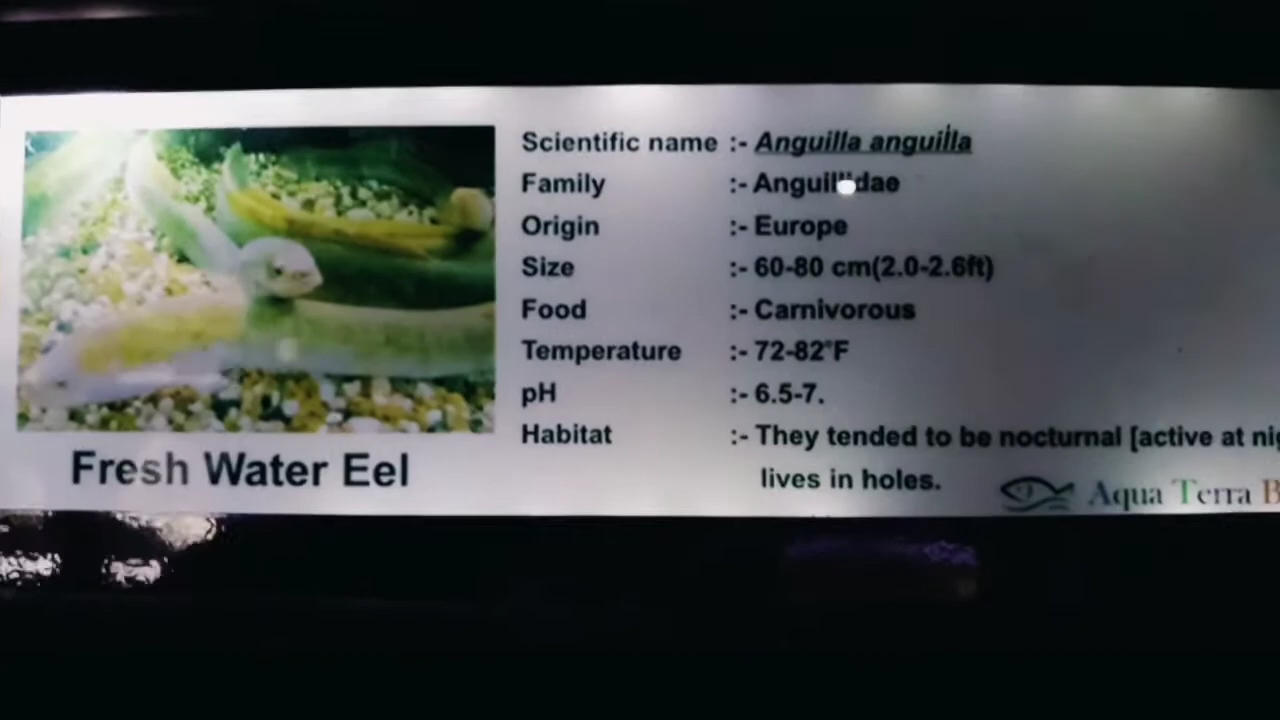 Scientific name :- Anguilla anguilla
Family :- Anguillidae
Origin :- Europe
Size :- 60-80 cm(2.0-2.6ft)
Food :- Carnivorous
Temperature :- 72-82°F
pH :- 6.5-7.
Habitat :- They tended to be nocturnal [active at
lives in holes.
Fresh Water Eel
Aqua Terra